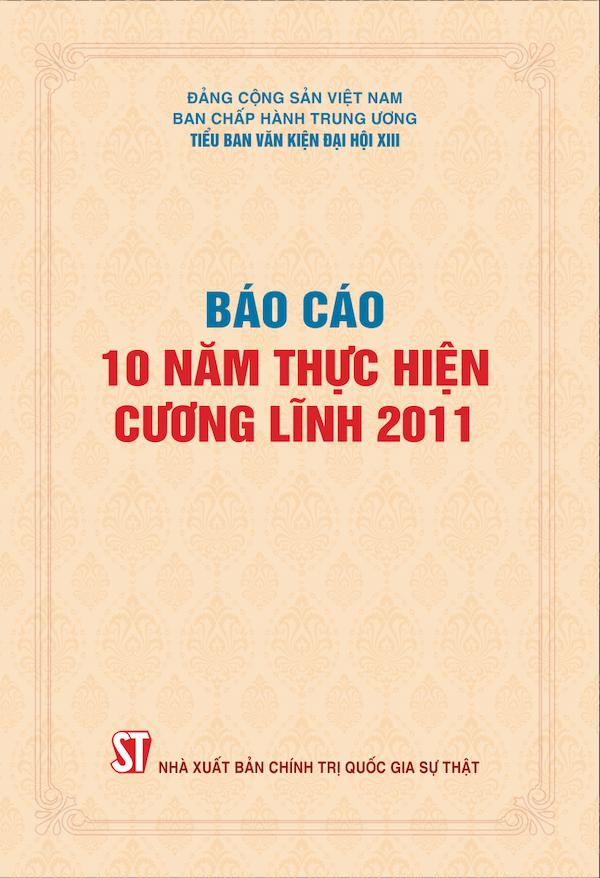 ĐẢNG CỘNG SẢN VIỆT NAM
BAN CHẤP HÀNH TRUNG ƯƠNG
TIỂU BAN VĂN KIỆN ĐẠI HỘI XIII
BÁO CÁO
10 NĂM THỰC HIỆN
CƯƠNG LĨNH 2011
ST NHÀ XUẤT BẢN CHÍNH TRỊ QUỐC GIA SỰ THẬT